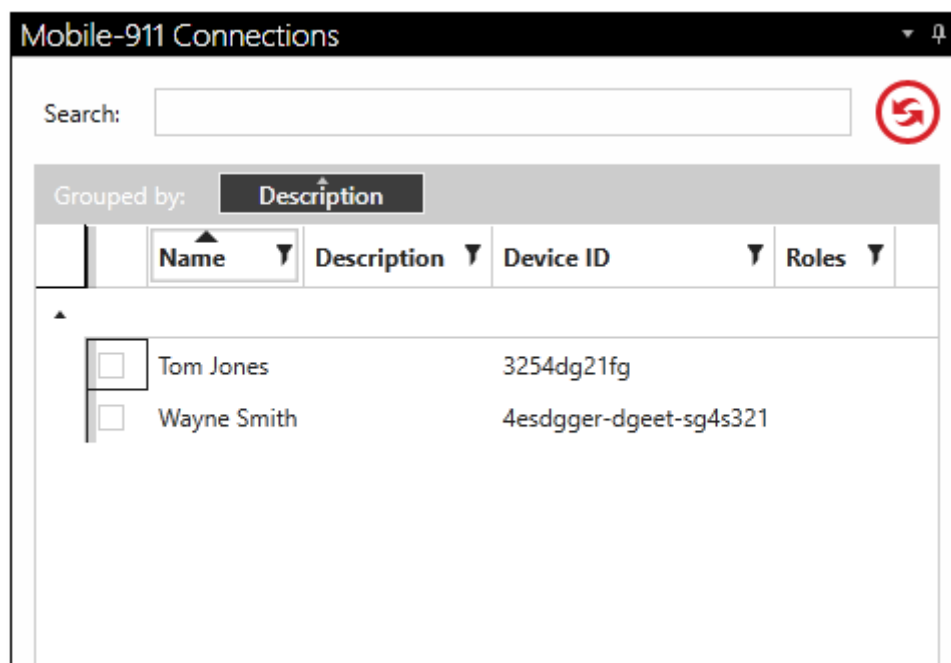 Mobile-911 Connections
Search:
Grouped by: Description
Name Description Device ID Roles
Tom Jones 3254dg21fg
Wayne Smith 4esdgger-dgeet-sg4s321